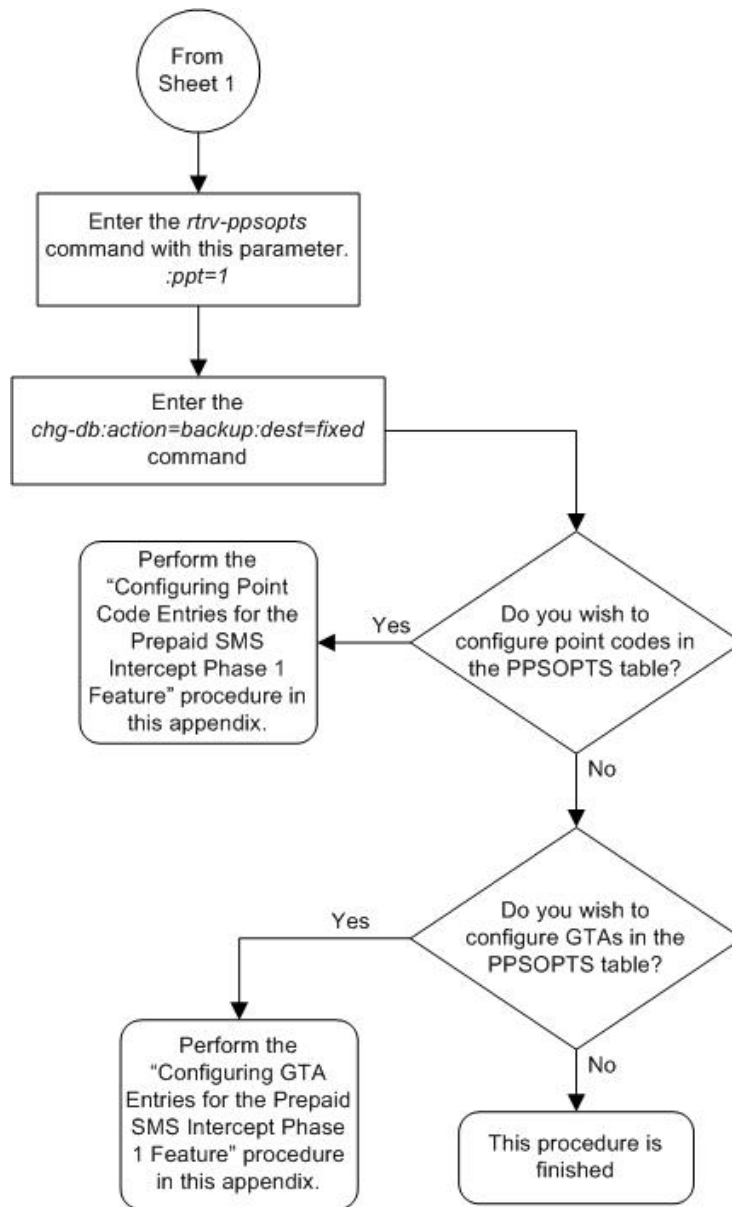 From
Sheet 1
Enter the rtrv-ppsopts
command with this parameter.
:ppt=1
Enter the
chg-db:action=backup:dest=fixed
command
Perform the
“Configuring Point
Code Entries for the
Prepaid SMS
Intercept Phase 1
Feature” procedure in
this appendix.
Yes
Do you wish to
configure point codes in
the PPSOPTS table?
No
Yes
Do you wish to
configure GTAs in the
PPSOPTS table?
Perform the
“Configuring GTA
Entries for the Prepaid
SMS Intercept Phase
1 Feature” procedure
in this appendix.
No
This procedure is
finished